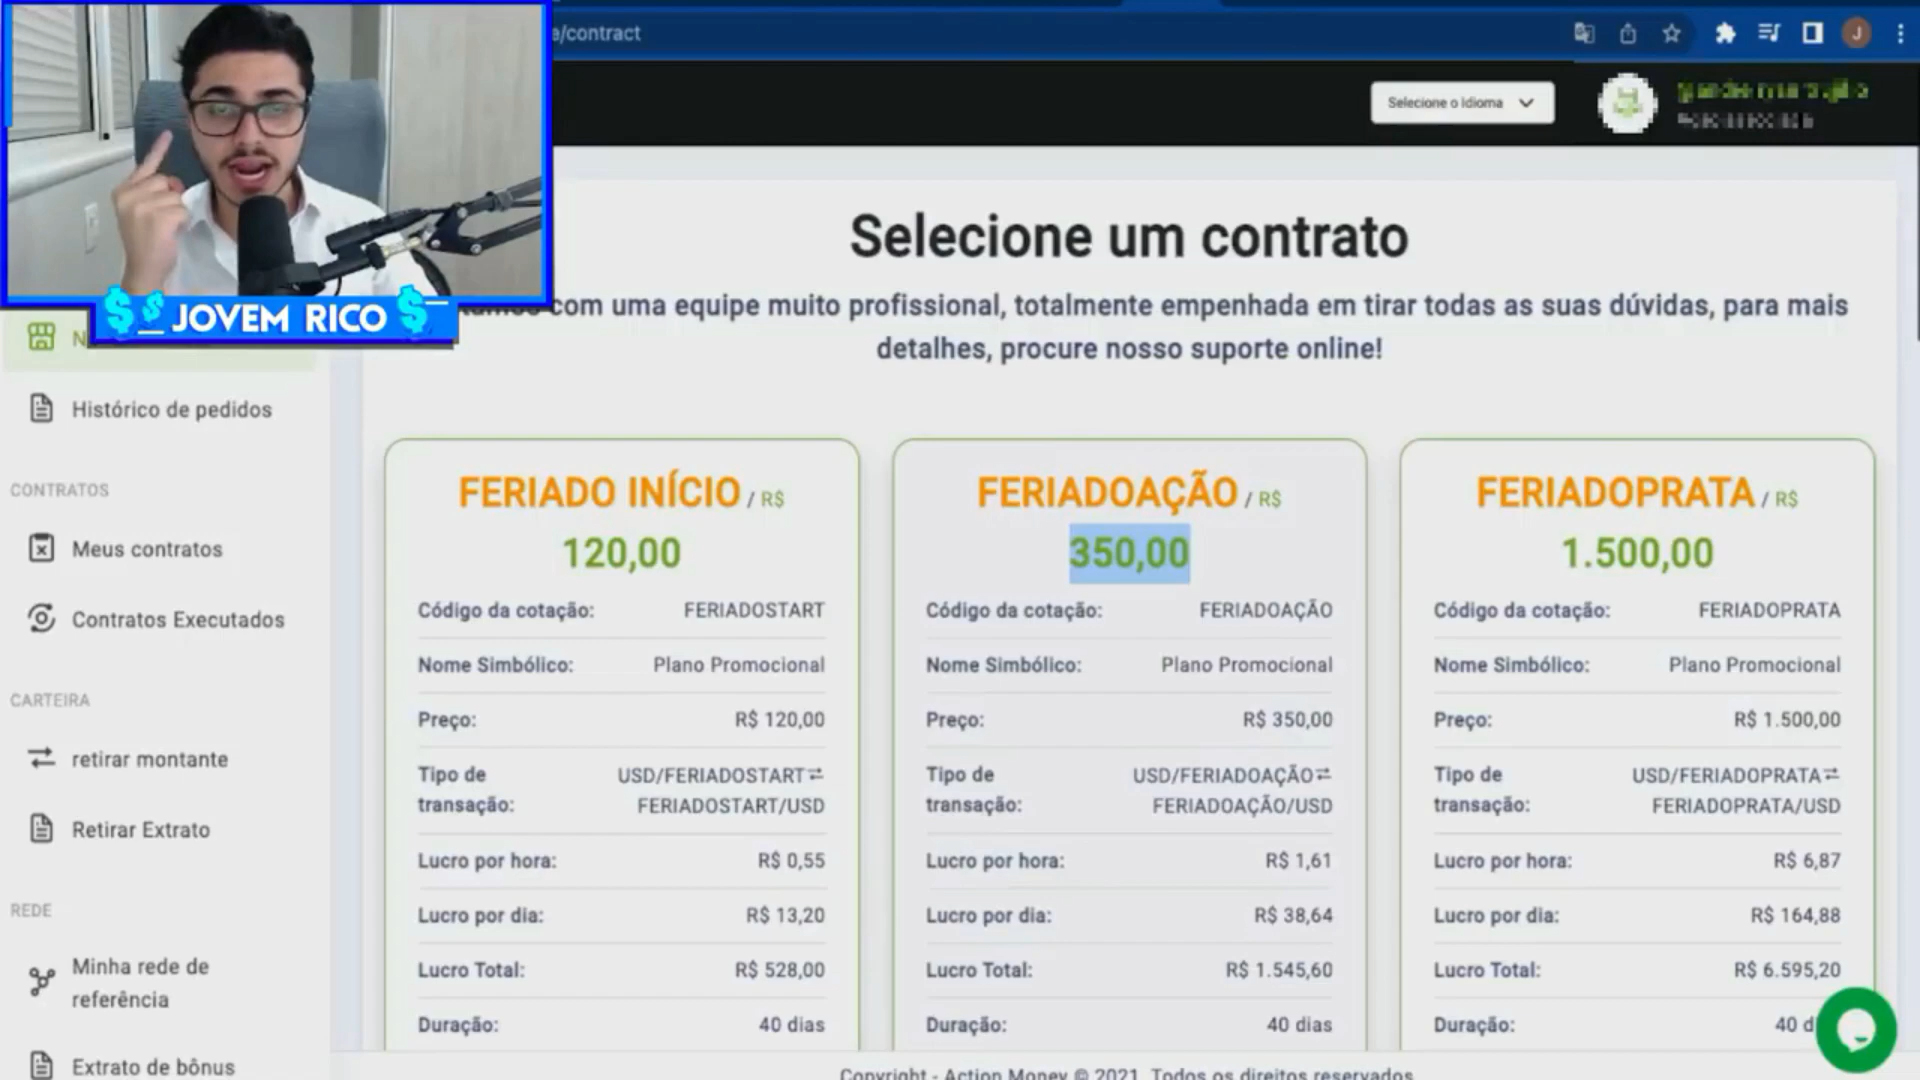 e/contract
J
Selecione o Idioma
JOVEM RICO
Selecione um contrato
com uma equipe muito profissional, totalmente empenhada em tirar todas as suas dúvidas, para mais
detalhes, procure nosso suporte online!
Histórico de pedidos
CONTRATOS
Meus contratos
Contratos Executados
CARTEIRA
retirar montante
Retirar Extrato
REDE
Minha rede de
referência
Extrato de bônus
FERIADO INÍCIO / R$
120,00
Código da cotação: FERIADOSTART
Nome Simbólico: Plano Promocional
Preço: R$ 120,00
Tipo de transação: USD/FERIADOSTART⇄
FERIADOSTART/USD
Lucro por hora: R$ 0,55
Lucro por dia: R$ 13,20
Lucro Total: R$ 528,00
Duração: 40 dias
FERIADOAÇÃO / R$
350,00
Código da cotação: FERIADOAÇÃO
Nome Simbólico: Plano Promocional
Preço: R$ 350,00
Tipo de transação: USD/FERIADOAÇÃO⇄
FERIADOAÇÃO/USD
Lucro por hora: R$ 1,61
Lucro por dia: R$ 38,64
Lucro Total: R$ 1.545,60
Duração: 40 dias
FERIADOPRATA / R$
1.500,00
Código da cotação: FERIADOPRATA
Nome Simbólico: Plano Promocional
Preço: R$ 1.500,00
Tipo de transação: USD/FERIADOPRATA⇄
FERIADOPRATA/USD
Lucro por hora: R$ 6,87
Lucro por dia: R$ 164,88
Lucro Total: R$ 6.595,20
Duração: 40 d
Copyright - Action Money © 2021. Todos os direitos reservados